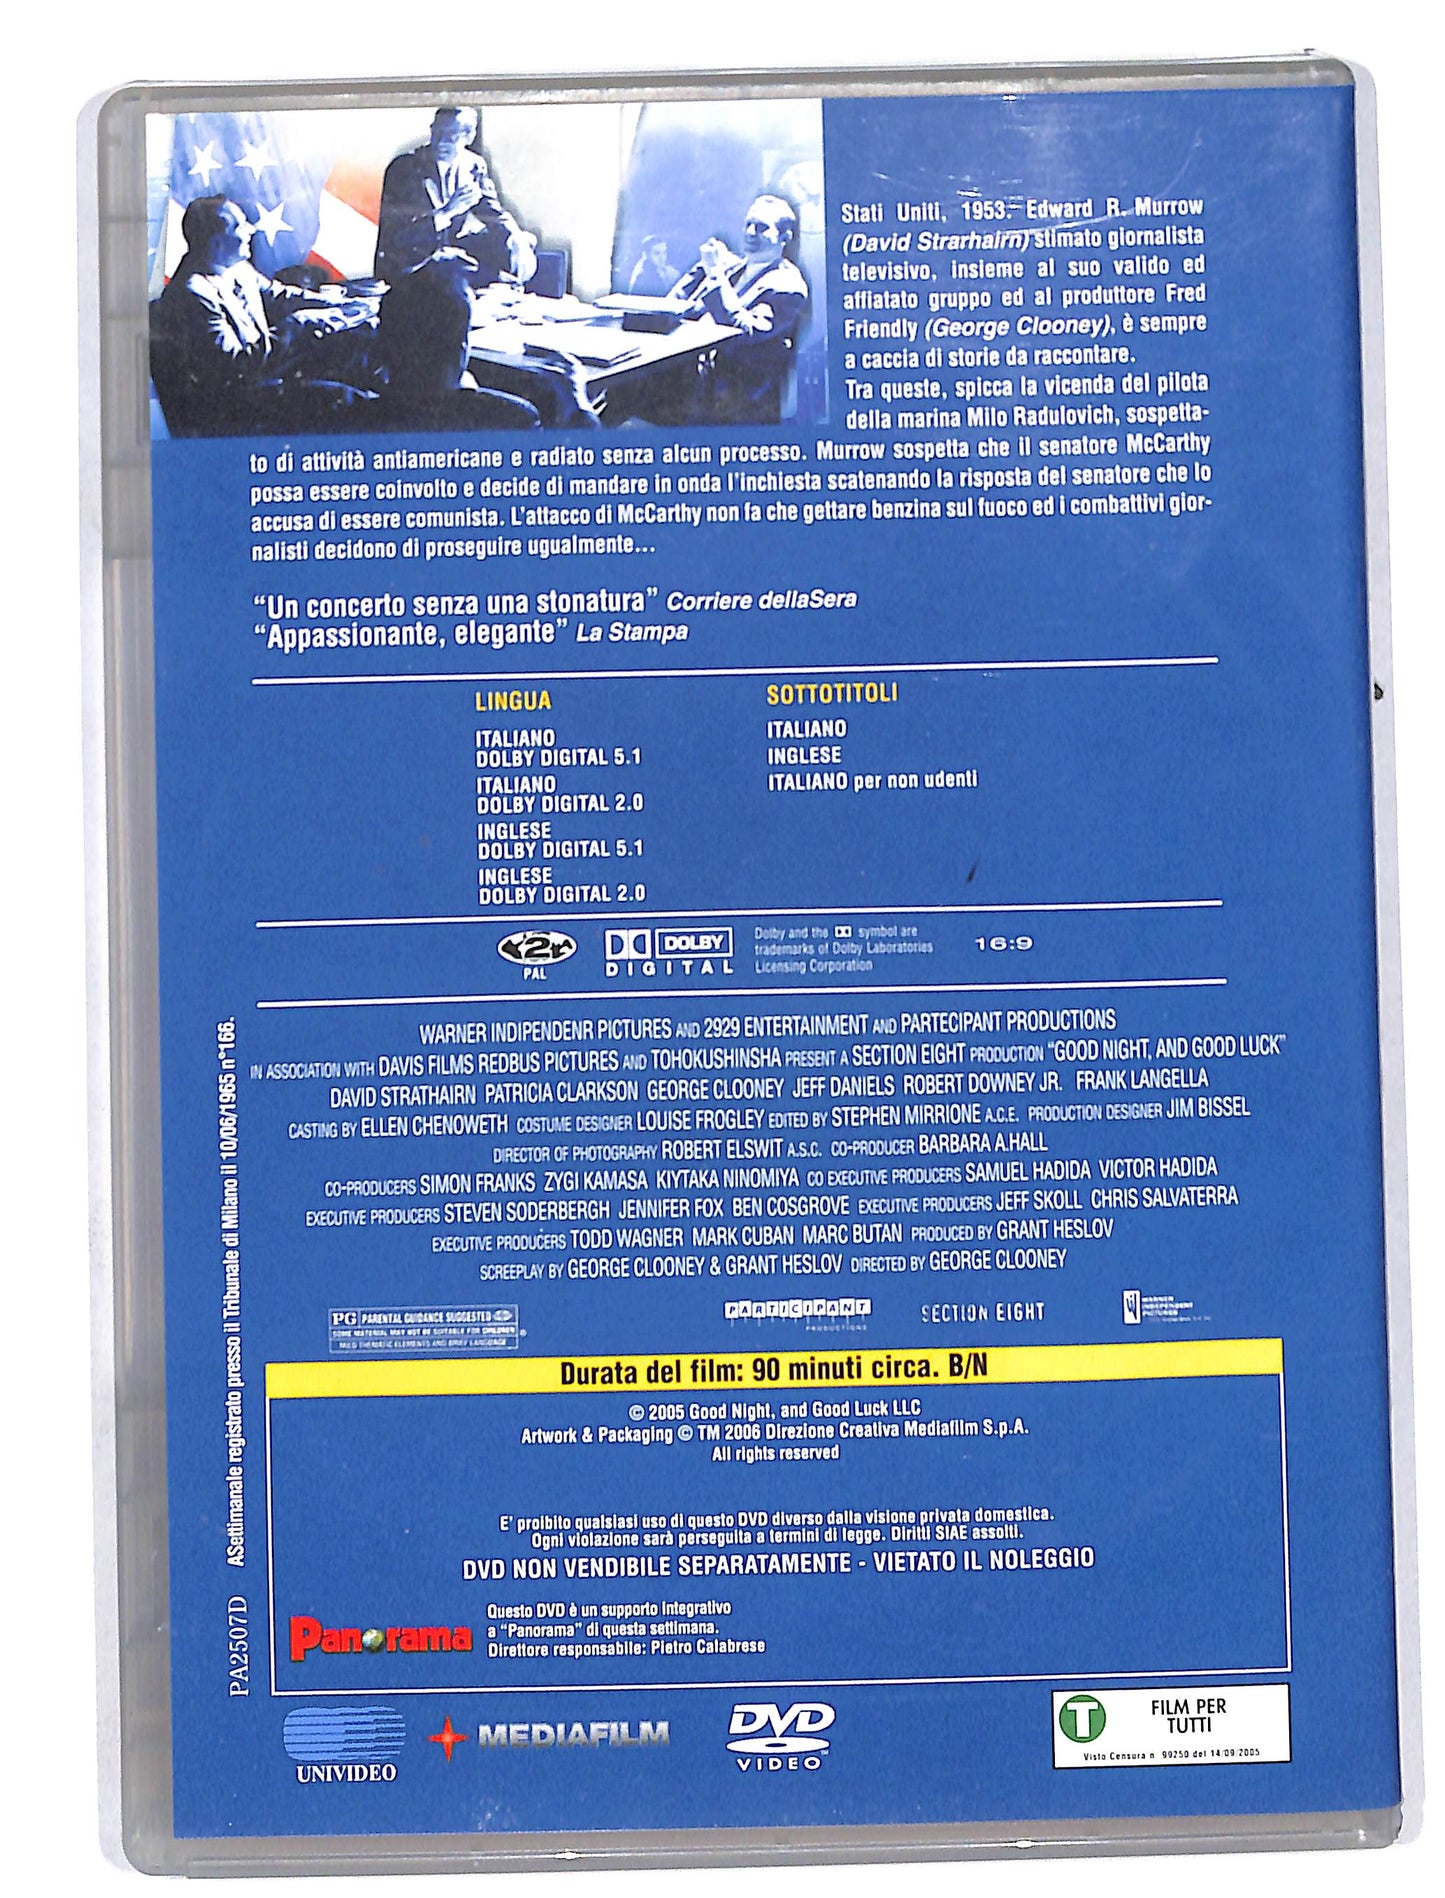 Stati Uniti, 1953. Edward R. Murrow
(David Strarhairn) stimato giornalista
televisivo, insieme al suo valido ed
affiatato gruppo ed al produttore Fred
Friendly (George Clooney), è sempre
a caccia di storie da raccontare.
Tra queste, spicca la vicenda del pilota
della marina Milo Radulovich, sospetta-
to di attività antiamericane e radiato senza alcun processo. Murrow sospetta che il senatore McCarthy
possa essere coinvolto e decide di mandare in onda l'inchiesta scatenando la risposta del senatore che lo
accusa di essere comunista. L'attacco di McCarthy non fa che gettare benzina sul fuoco ed i combattivi gior-
nalisti decidono di proseguire ugualmente...
“Un concerto senza una stonatura” Corriere dellaSera
“Appassionante, elegante” La Stampa
LINGUA
ITALIANO
DOLBY DIGITAL 5.1
ITALIANO
DOLBY DIGITAL 2.0
INGLESE
DOLBY DIGITAL 5.1
INGLESE
DOLBY DIGITAL 2.0
SOTTOTITOLI
ITALIANO
INGLESE
ITALIANO per non udenti
2
PAL
DOLBY
DIGITAL
Dolby and the symbol are
trademarks of Dolby Laboratories
Licensing Corporation
16:9
WARNER INDIPENDENR PICTURES AND 2929 ENTERTAINMENT AND PARTECIPANT PRODUCTIONS
IN ASSOCIATION WITH DAVIS FILMS REDBUS PICTURES AND TOHOKUSHINSHA PRESENT A SECTION EIGHT PRODUCTION “GOOD NIGHT, AND GOOD LUCK”
DAVID STRATHAIRN PATRICIA CLARKSON GEORGE CLOONEY JEFF DANIELS ROBERT DOWNEY JR. FRANK LANGELLA
CASTING BY ELLEN CHENOWETH COSTUME DESIGNER LOUISE FROGLEY EDITED BY STEPHEN MIRRIONE A.C.E. PRODUCTION DESIGNER JIM BISSEL
DIRECTOR OF PHOTOGRAPHY ROBERT ELSWIT A.S.C. CO-PRODUCER BARBARA A.HALL
CO-PRODUCERS SIMON FRANKS ZYGI KAMASA KIYTAKA NINOMIYA CO EXECUTIVE PRODUCERS SAMUEL HADIDA VICTOR HADIDA
EXECUTIVE PRODUCERS STEVEN SODERBERGH JENNIFER FOX BEN COSGROVE EXECUTIVE PRODUCERS JEFF SKOLL CHRIS SALVATERRA
EXECUTIVE PRODUCERS TODD WAGNER MARK CUBAN MARC BUTAN PRODUCED BY GRANT HESLOV
SCREEPLAY BY GEORGE CLOONEY & GRANT HESLOV DIRECTED BY GEORGE CLOONEY
PG PARENTAL GUIDANCE SUGGESTED
SOME MATERIAL MAY NOT BE SUITABLE FOR CHILDREN
MILD THEMATIC ELEMENTS AND BRIEF LANGUAGE
PARTICIPANT
PRODUCTIONS
SECTION EIGHT
WARNER
INDEPENDENT
PICTURES
Durata del film: 90 minuti circa. B/N
© 2005 Good Night, and Good Luck LLC
Artwork & Packaging © TM 2006 Direzione Creativa Mediafilm S.p.A.
All rights reserved
E' proibito qualsiasi uso di questo DVD diverso dalla visione privata domestica.
Ogni violazione sarà perseguita a termini di legge. Diritti SIAE assolti.
DVD NON VENDIBILE SEPARATAMENTE - VIETATO IL NOLEGGIO
Panorama
Questo DVD è un supporto integrativo
a “Panorama” di questa settimana.
Direttore responsabile: Pietro Calabrese
UNIVIDEO
MEDIAFILM
DVD
VIDEO
T
FILM PER
TUTTI
Visto Censura n 99250 del 14/09/2005
PA2507D ASettimanale registrato presso il Tribunale di Milano il 10/06/1965 n°166.